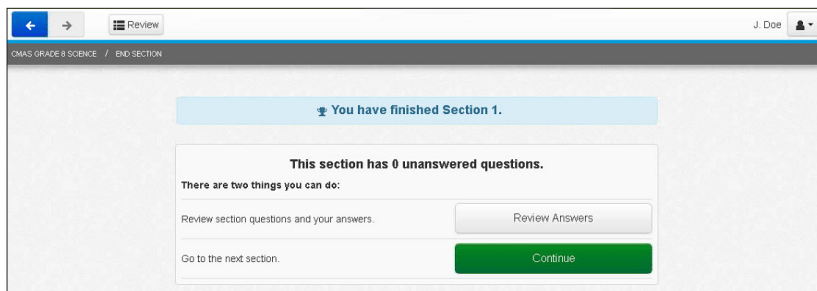 Review
J. Doe
CMAS GRADE 8 SCIENCE / END SECTION
You have finished Section 1.
This section has 0 unanswered questions.
There are two things you can do:
Review section questions and your answers.
Review Answers
Go to the next section.
Continue